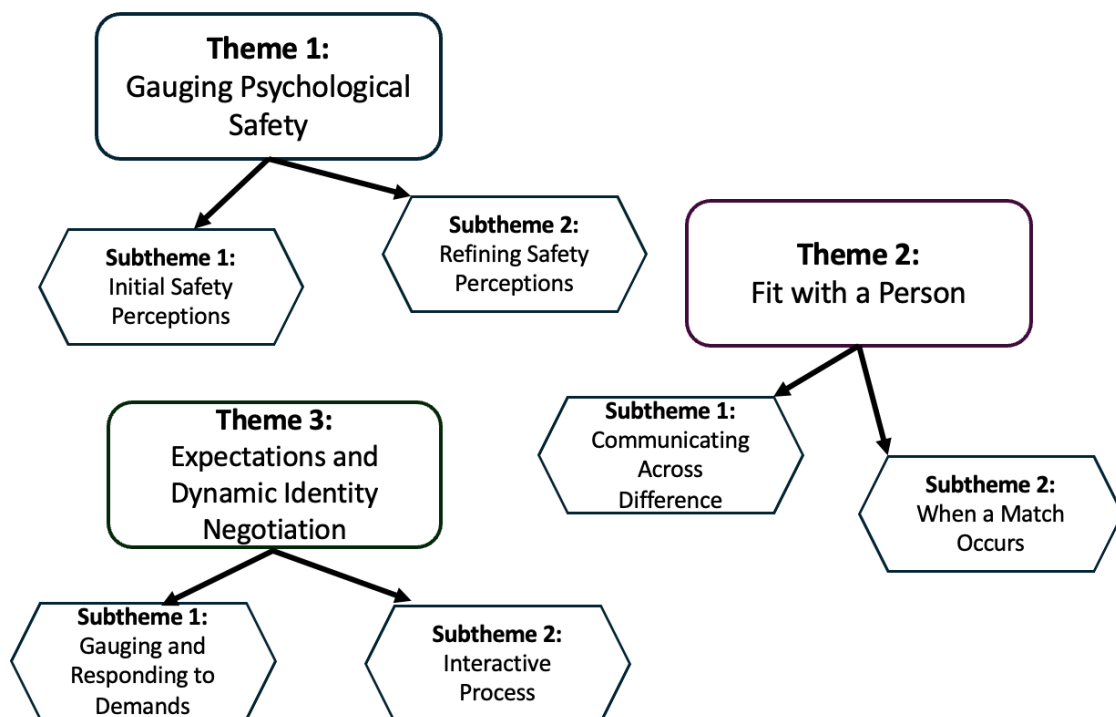 Theme 1:
Gauging Psychological
Safety
Subtheme 1:
Initial Safety
Perceptions
Subtheme 2:
Refining Safety
Perceptions
Theme 2:
Fit with a Person
Subtheme 1:
Communicating
Across
Difference
Subtheme 2:
When a Match
Occurs
Theme 3:
Expectations and
Dynamic Identity
Negotiation
Subtheme 1:
Gauging and
Responding to
Demands
Subtheme 2:
Interactive
Process